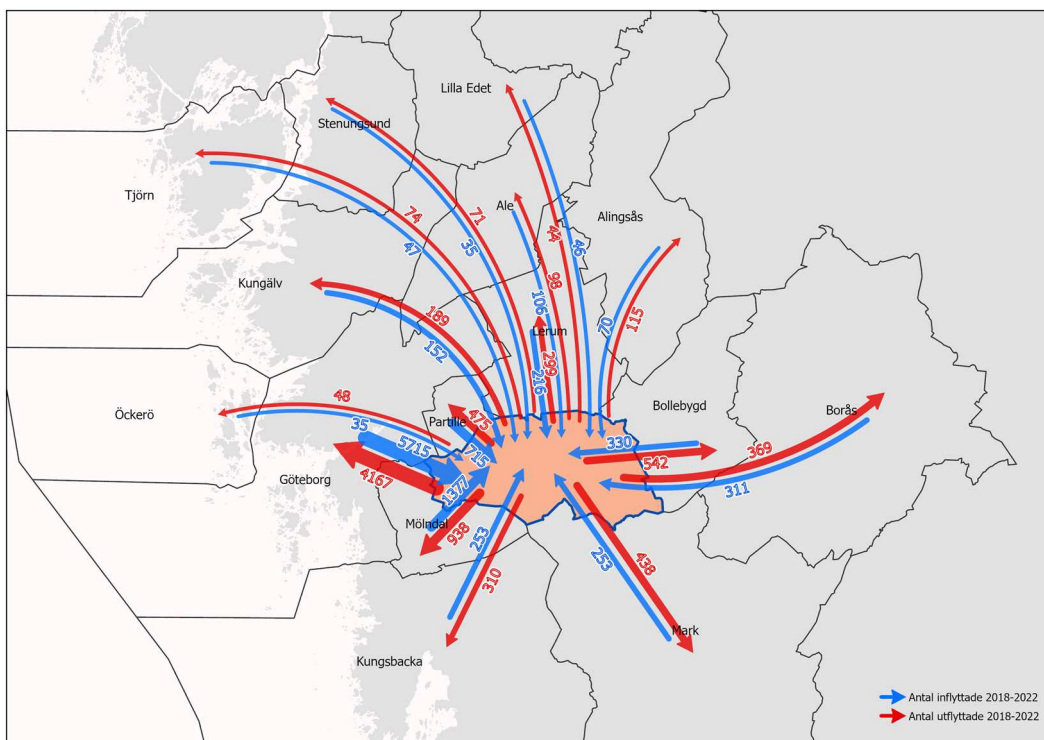 Lilla Edet
Stenungsund
Tjörn
Ale
Alingsås
74
71
44
46
47
35
98
Kungälv
106
189
70
115
Lerum
152
299
216
48
Öckerö
Partille
475
Bollebygd
Borås
35
5715
715
330
369
542
4167
Göteborg
1377
311
Mölndal
938
253
310
253
438
Mark
Kungsbacka
Antal inflyttade 2018-2022
Antal utflyttade 2018-2022